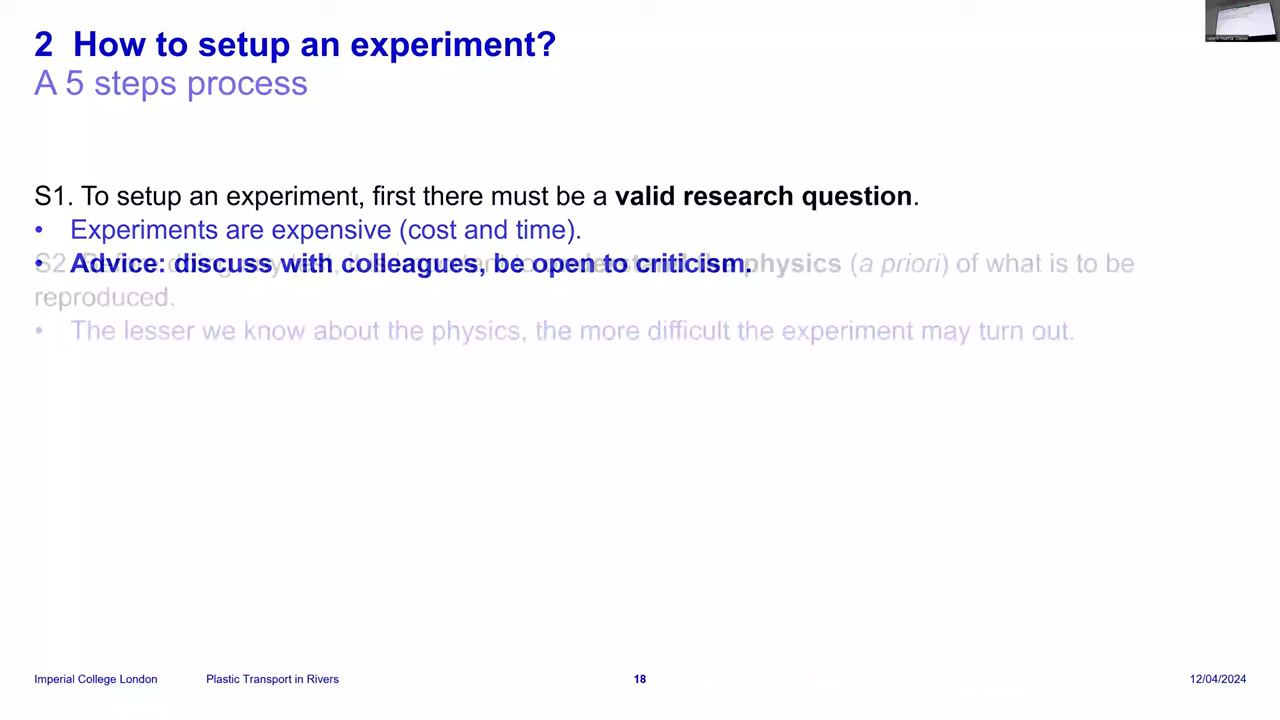 2 How to setup an experiment?
A 5 steps process
S1. To setup an experiment, first there must be a valid research question.
• Experiments are expensive (cost and time).
• Advice: discuss with colleagues, be open to criticism.
S2. physics (a priori) of what is to be
reproduced.
• The lesser we know about the physics, the more difficult the experiment may turn out.
Imperial College London Plastic Transport in Rivers 18 12/04/2024